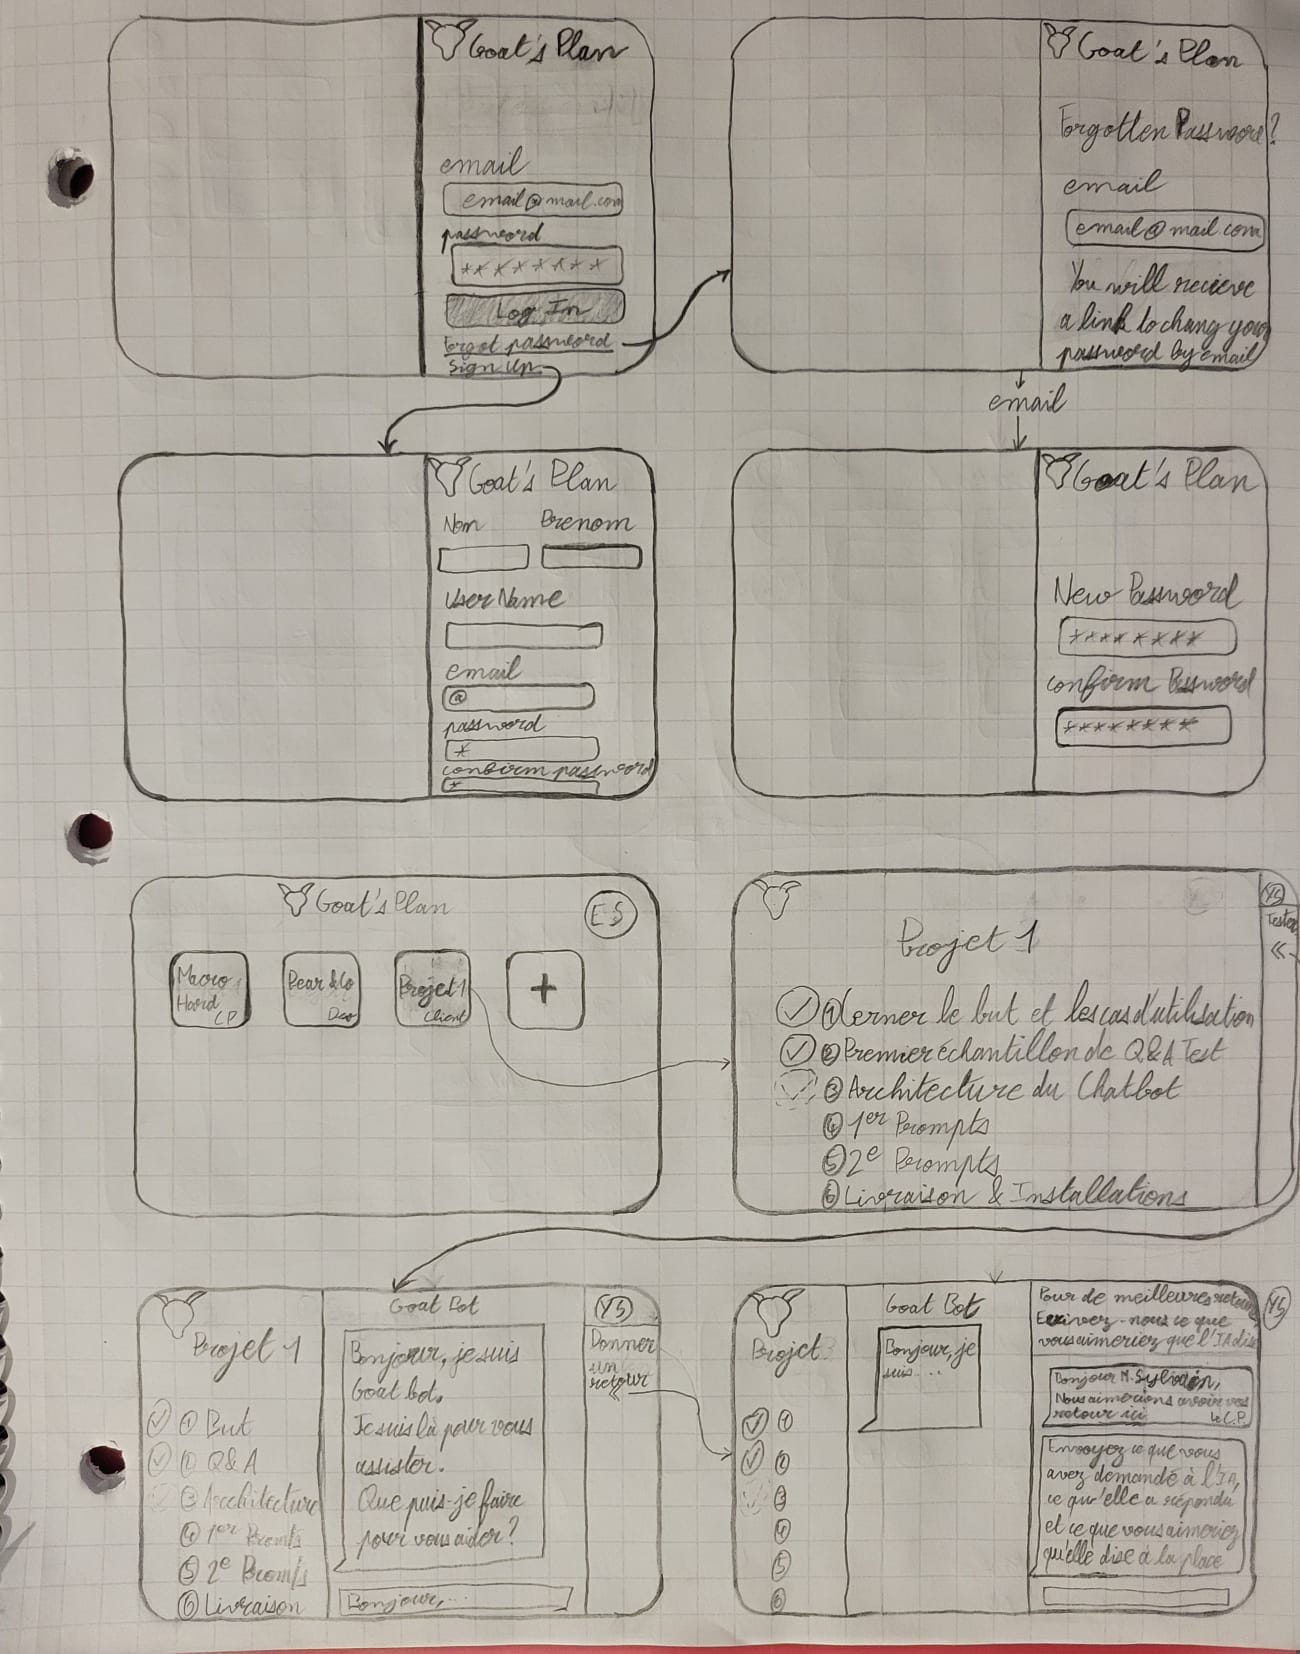 Goat's Plan
email
email@mail.com
password
********
Log In
Forgot password
Sign Up
Goat's Plan
Forgotten Password?
email
email@mail.com
You will recieve
a link to chang your
password by email
email
Goat's Plan
Nom Prenom
UserName
email
@
password
*
confirm password
*
Goat's Plan
New Password
********
confirm Password
********
Goat's Plan
ES
Macro
Hard
CP
Pear & Co
Dev
Projet 1
Client
+
YS
Tester
«
Projet 1
① Cerner le but et les cas d'utilisation
② Premier échantillon de Q&A Test
③ Architecture du Chatbot
④ 1er Prompts
⑤ 2e Prompts
⑥ Livraison & Installations
Projet 1
① But
② Q&A
③ Architecture
④ 1er Promts
⑤ 2e Prompts
⑥ Livraison
Goat Bot
Bonjour, je suis
Goat bot.
Je suis là pour vous
assister.
Que puis-je faire
pour vous aider?
Bonjour,...
YS
Donner
un
retour
«
Projet
①
②
③
④
⑤
⑥
Goat Bot
Bonjour, je
suis....
YS
Pour de meilleures retours
Ecrivez-nous ce que
vous aimeriez que l'IA dise
Bonjour M. Sylvain,
Nous aimerions avoir vos
retour ici
Le C.P.
Envoyez ce que vous
avez demandé à l'IA,
ce qu'elle a répondu
et ce que vous aimeriez
qu'elle dise à la place